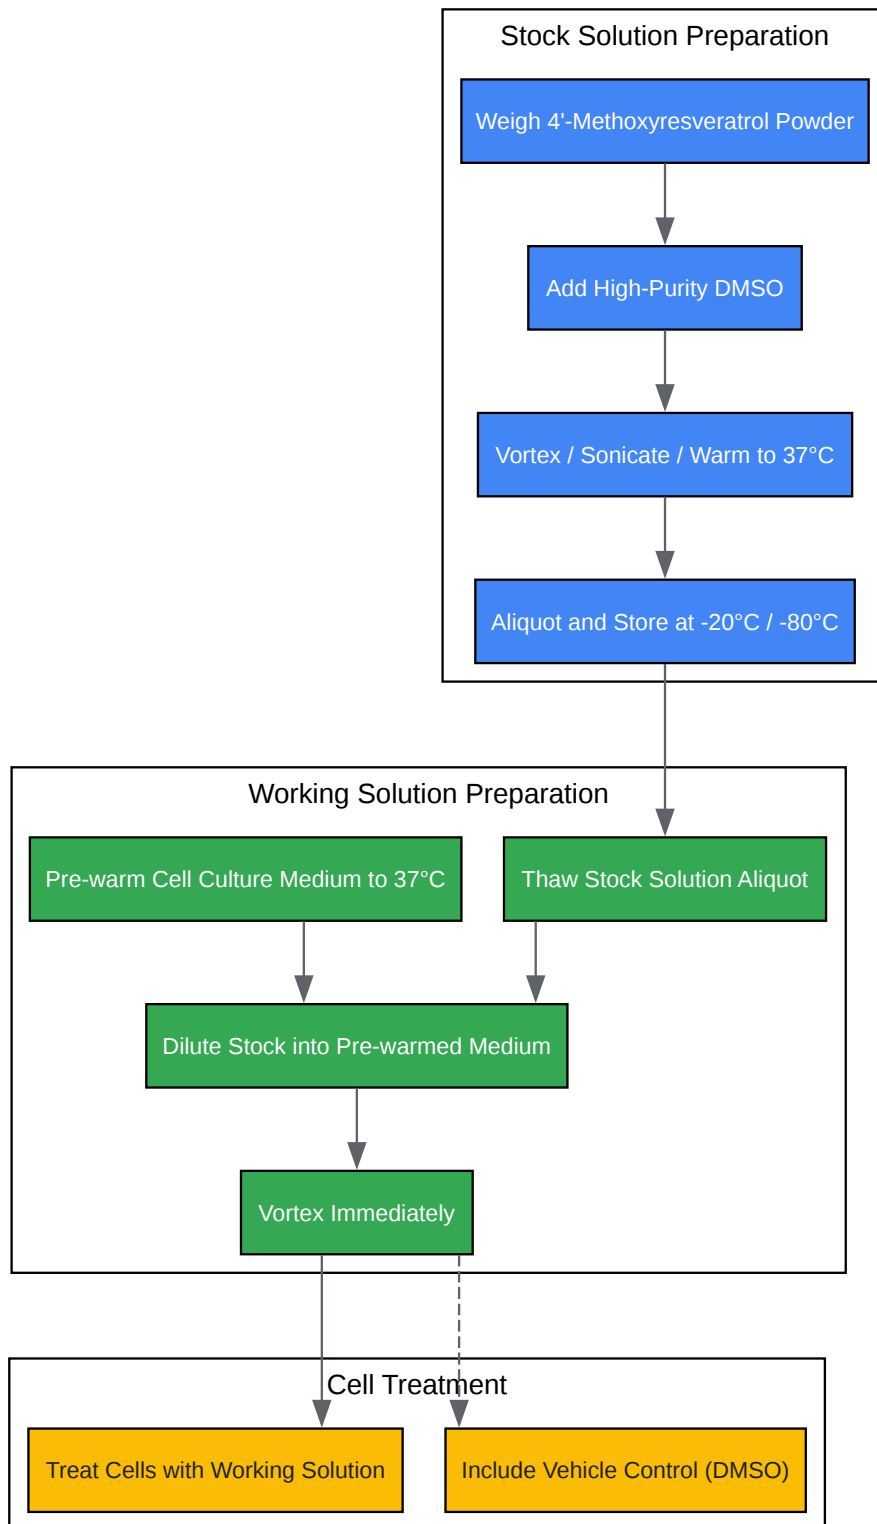 Stock Solution Preparation
Weigh 4'-Methoxyresveratrol Powder
Add High-Purity DMSO
Vortex / Sonicate / Warm to 37°C
Aliquot and Store at -20°C / -80°C
Working Solution Preparation
Pre-warm Cell Culture Medium to 37°C
Thaw Stock Solution Aliquot
Dilute Stock into Pre-warmed Medium
Vortex Immediately
Cell Treatment
Treat Cells with Working Solution
Include Vehicle Control (DMSO)